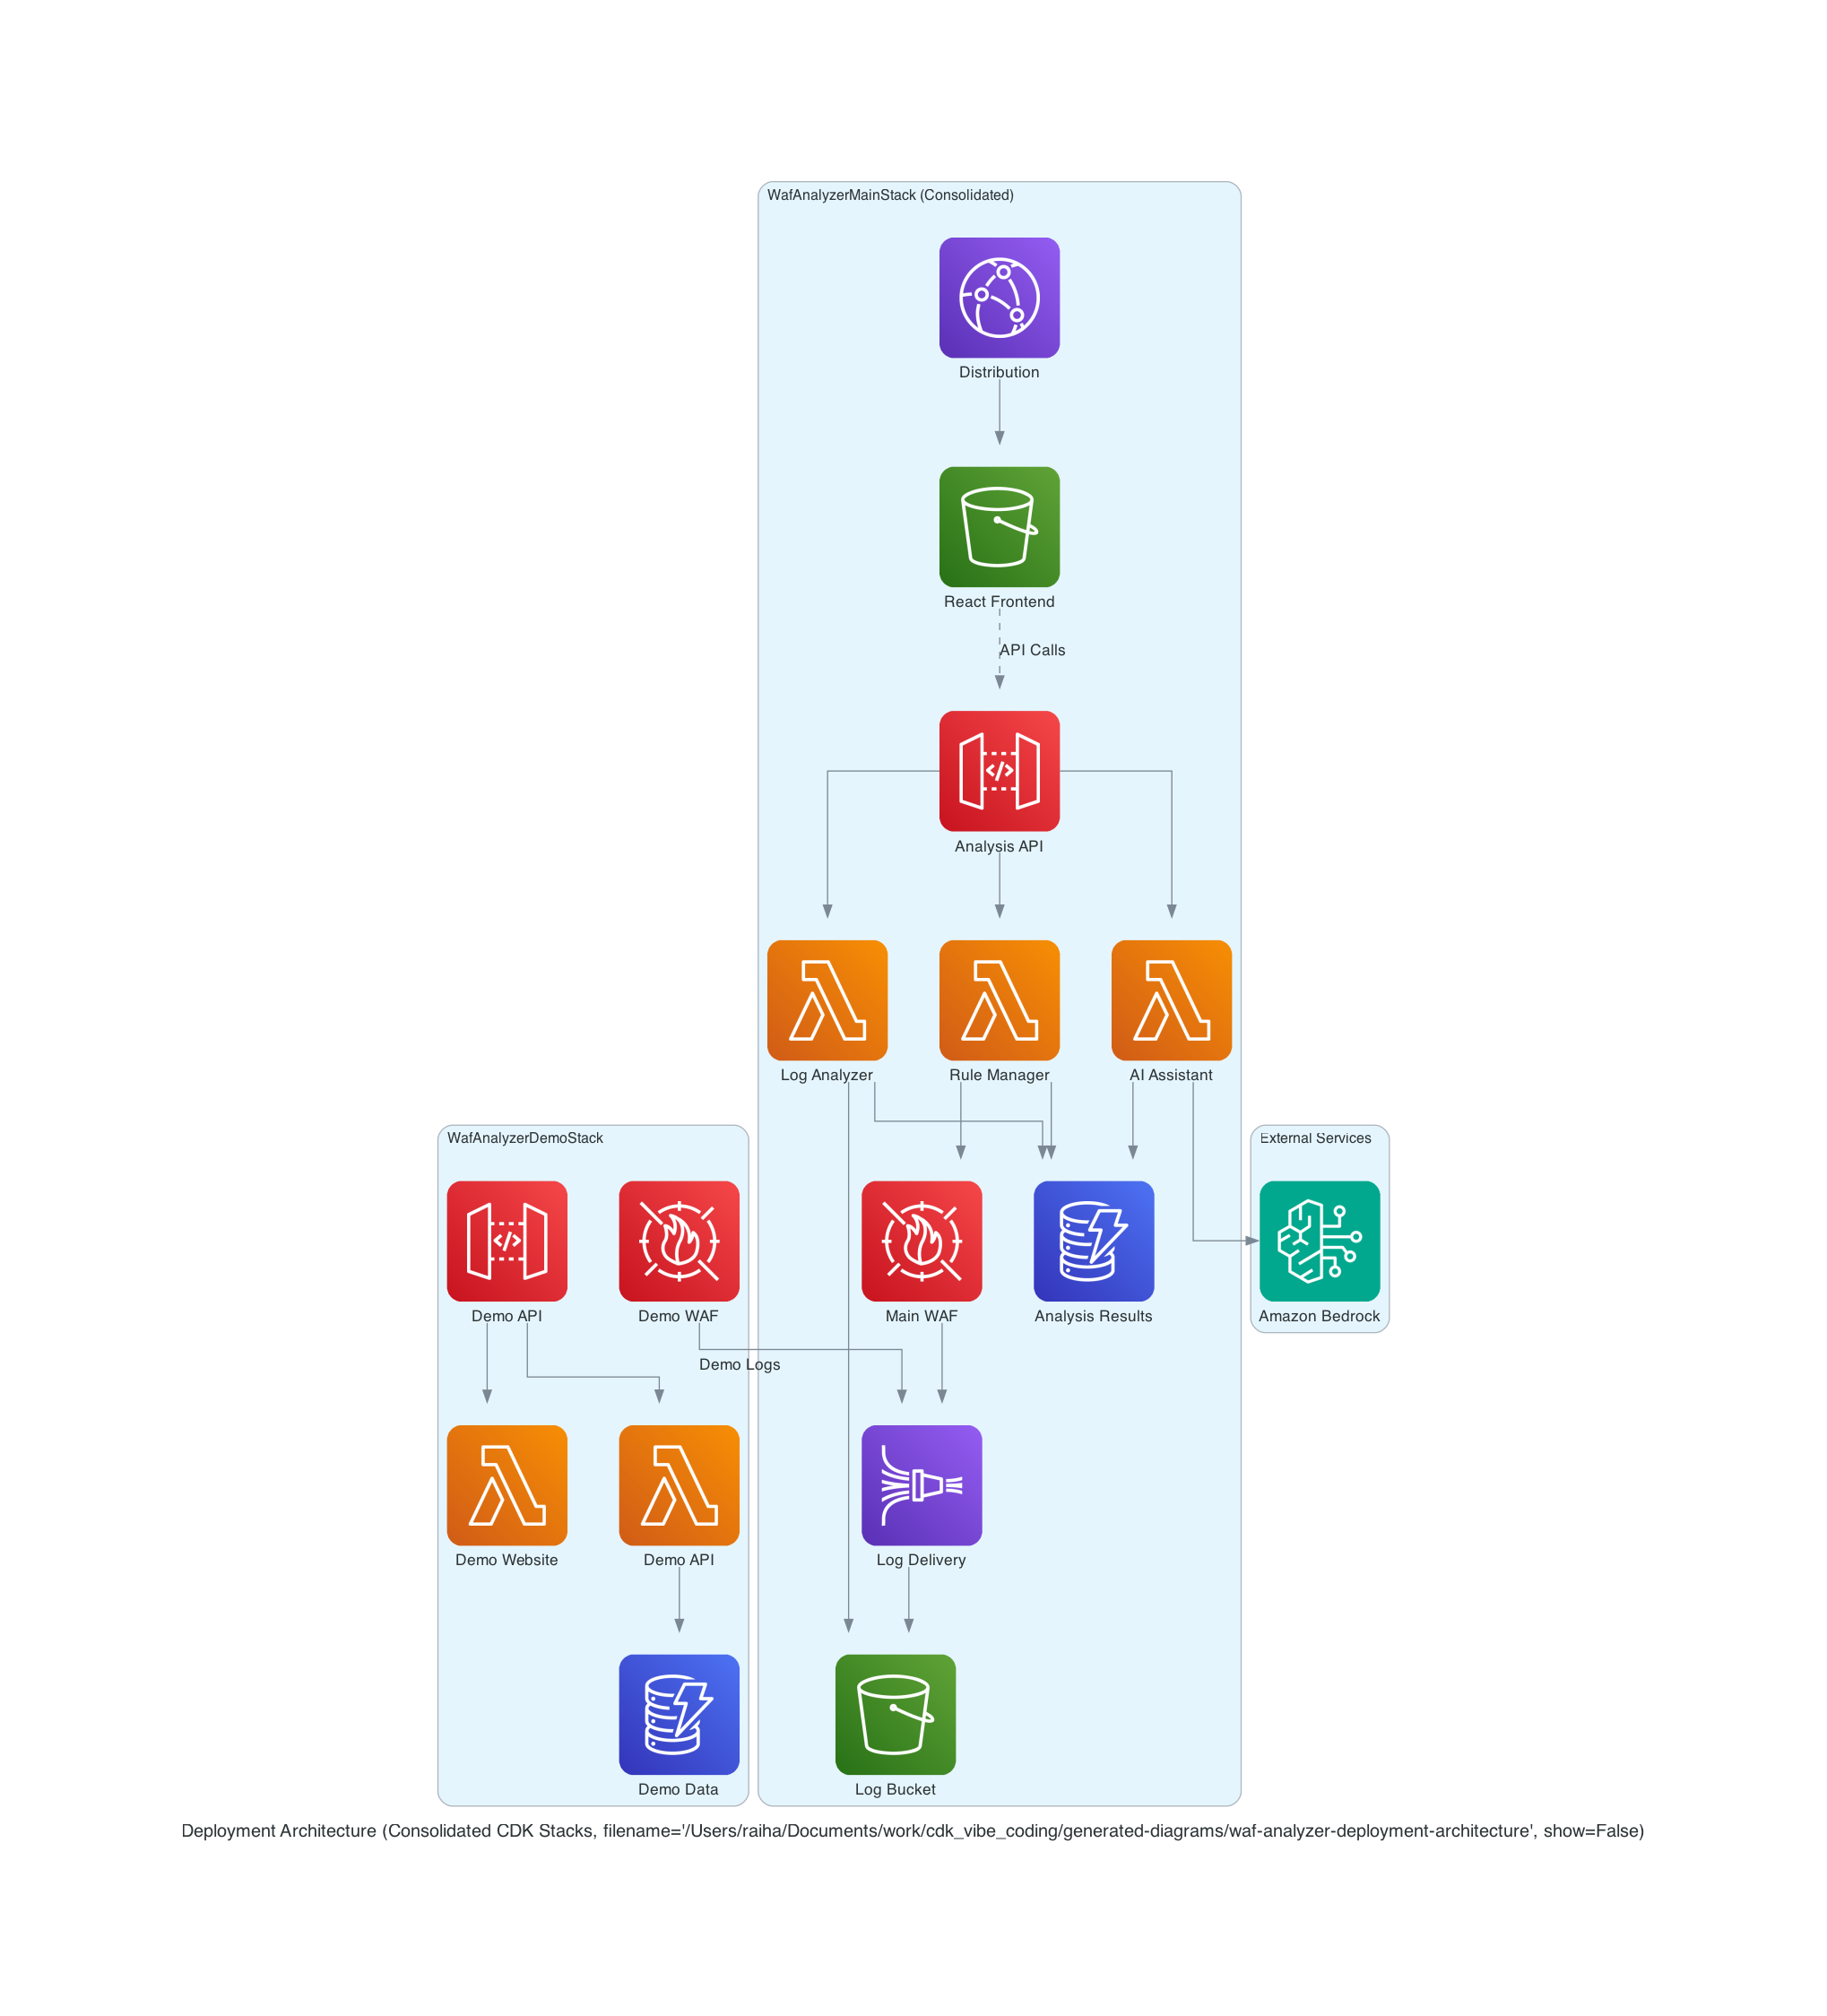 WafAnalyzerMainStack (Consolidated)
Distribution
React Frontend
API Calls
Analysis API
Log Analyzer
Rule Manager
AI Assistant
WafAnalyzerDemoStack
External Services
Demo API
Demo WAF
Main WAF
Analysis Results
Amazon Bedrock
Demo Logs
Demo Website
Demo API
Log Delivery
Demo Data
Log Bucket
Deployment Architecture (Consolidated CDK Stacks, filename='/Users/raiha/Documents/work/cdk_vibe_coding/generated-diagrams/waf-analyzer-deployment-architecture', show=False)